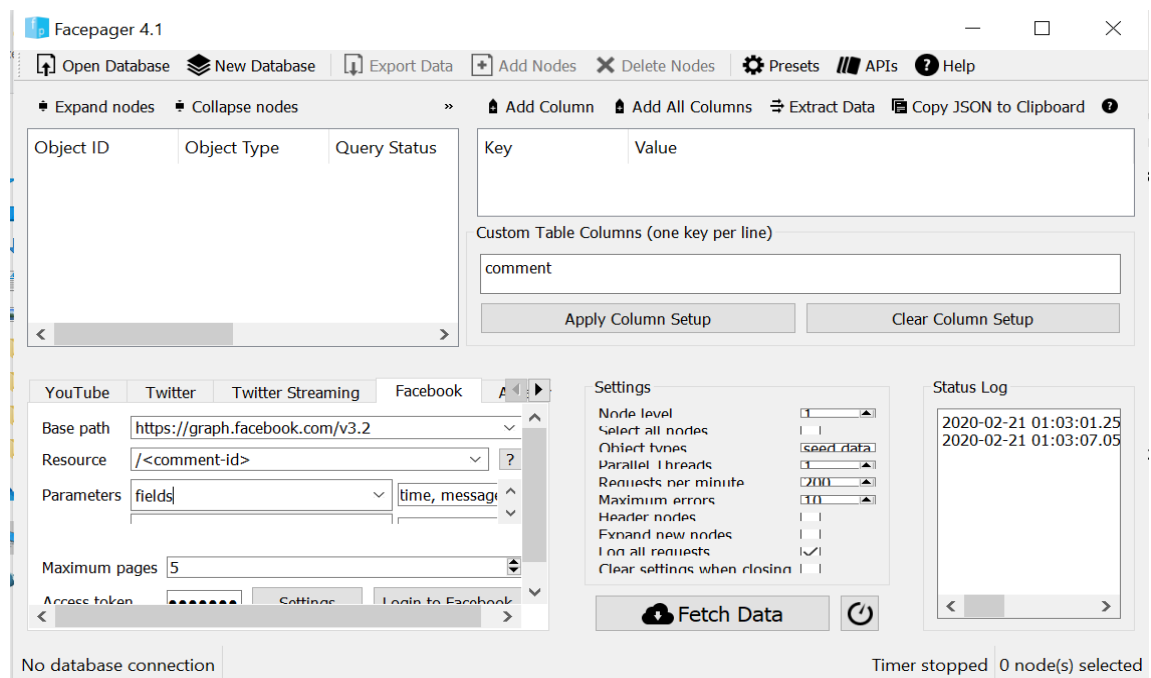 Facepager 4.1
Open Database New Database Export Data Add Nodes Delete Nodes Presets APIs Help
Expand nodes Collapse nodes »
Add Column Add All Columns Extract Data Copy JSON to Clipboard
Object ID Object Type Query Status
Key Value
Custom Table Columns (one key per line)
comment
Apply Column Setup Clear Column Setup
YouTube Twitter Twitter Streaming Facebook
Base path https://graph.facebook.com/v3.2
Resource /<comment-id> ?
Parameters fields time, message
Maximum pages 5
Access token Settings Login to Facebook
Settings
Node level 1
Select all nodes
Object types seed data
Parallel Threads 1
Requests per minute 200
Maximum errors 10
Header nodes
Expand new nodes
Log all requests
Clear settings when closing
Fetch Data
Status Log
2020-02-21 01:03:01.25
2020-02-21 01:03:07.05
No database connection
Timer stopped 0 node(s) selected